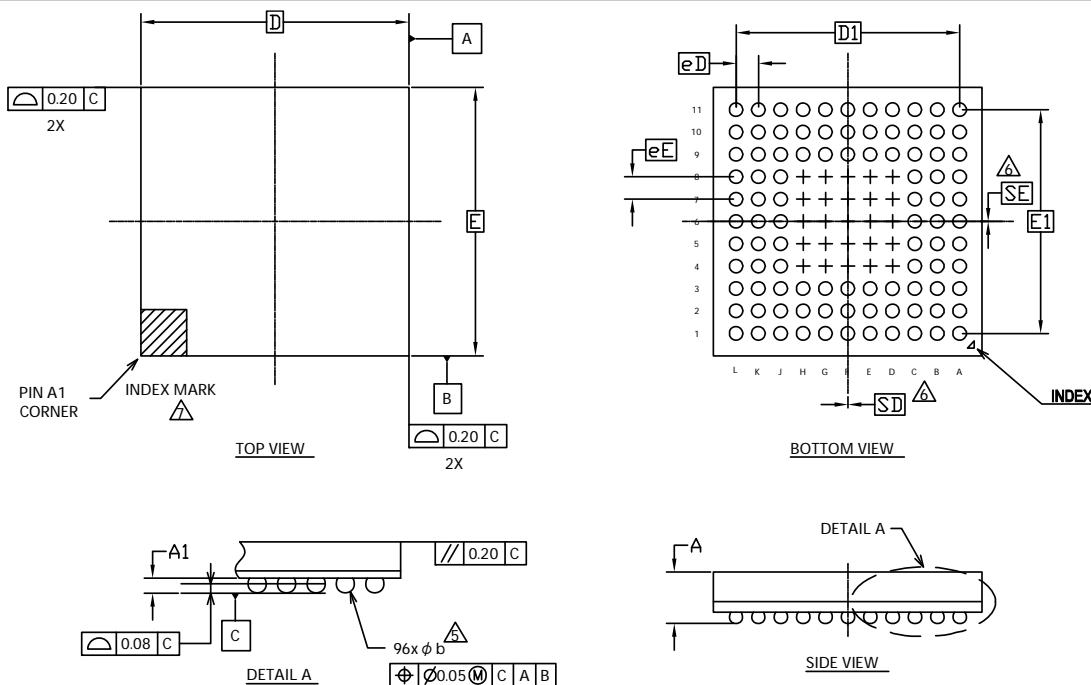 D
A
0.20 C
2X
E
PIN A1
CORNER
INDEX MARK
7
B
0.20 C
2X
TOP VIEW
D1
eD
11
10
9
8
7
6
5
4
3
2
1
eE
6
SE
E1
L K J H G F E D C B A
6
SD
INDEX
BOTTOM VIEW
A1
// 0.20 C
0.08 C
C
96x ϕ b
5
⌖ Ø0.05 Ⓜ C A B
DETAIL A
DETAIL A
A
SIDE VIEW